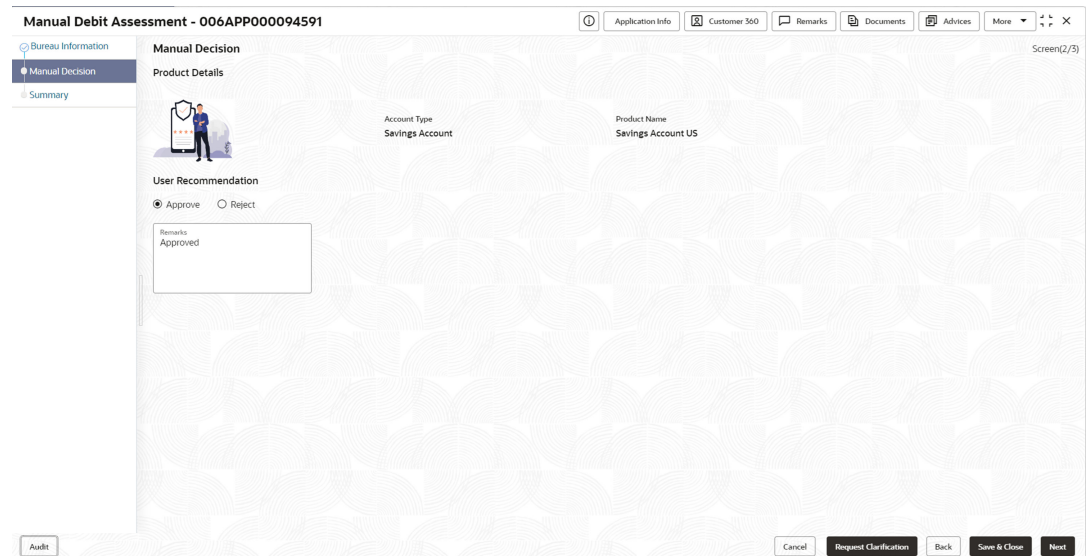 Manual Debit Assessment - 006APP000094591
Application Info
Customer 360
Remarks
Documents
Advices
More
Bureau Information
Manual Decision
Summary
Manual Decision
Screen(2/3)
Product Details
Account Type
Product Name
Savings Account
Savings Account US
User Recommendation
Approve
Reject
Remarks
Approved
Audit
Cancel
Request Clarification
Back
Save & Close
Next